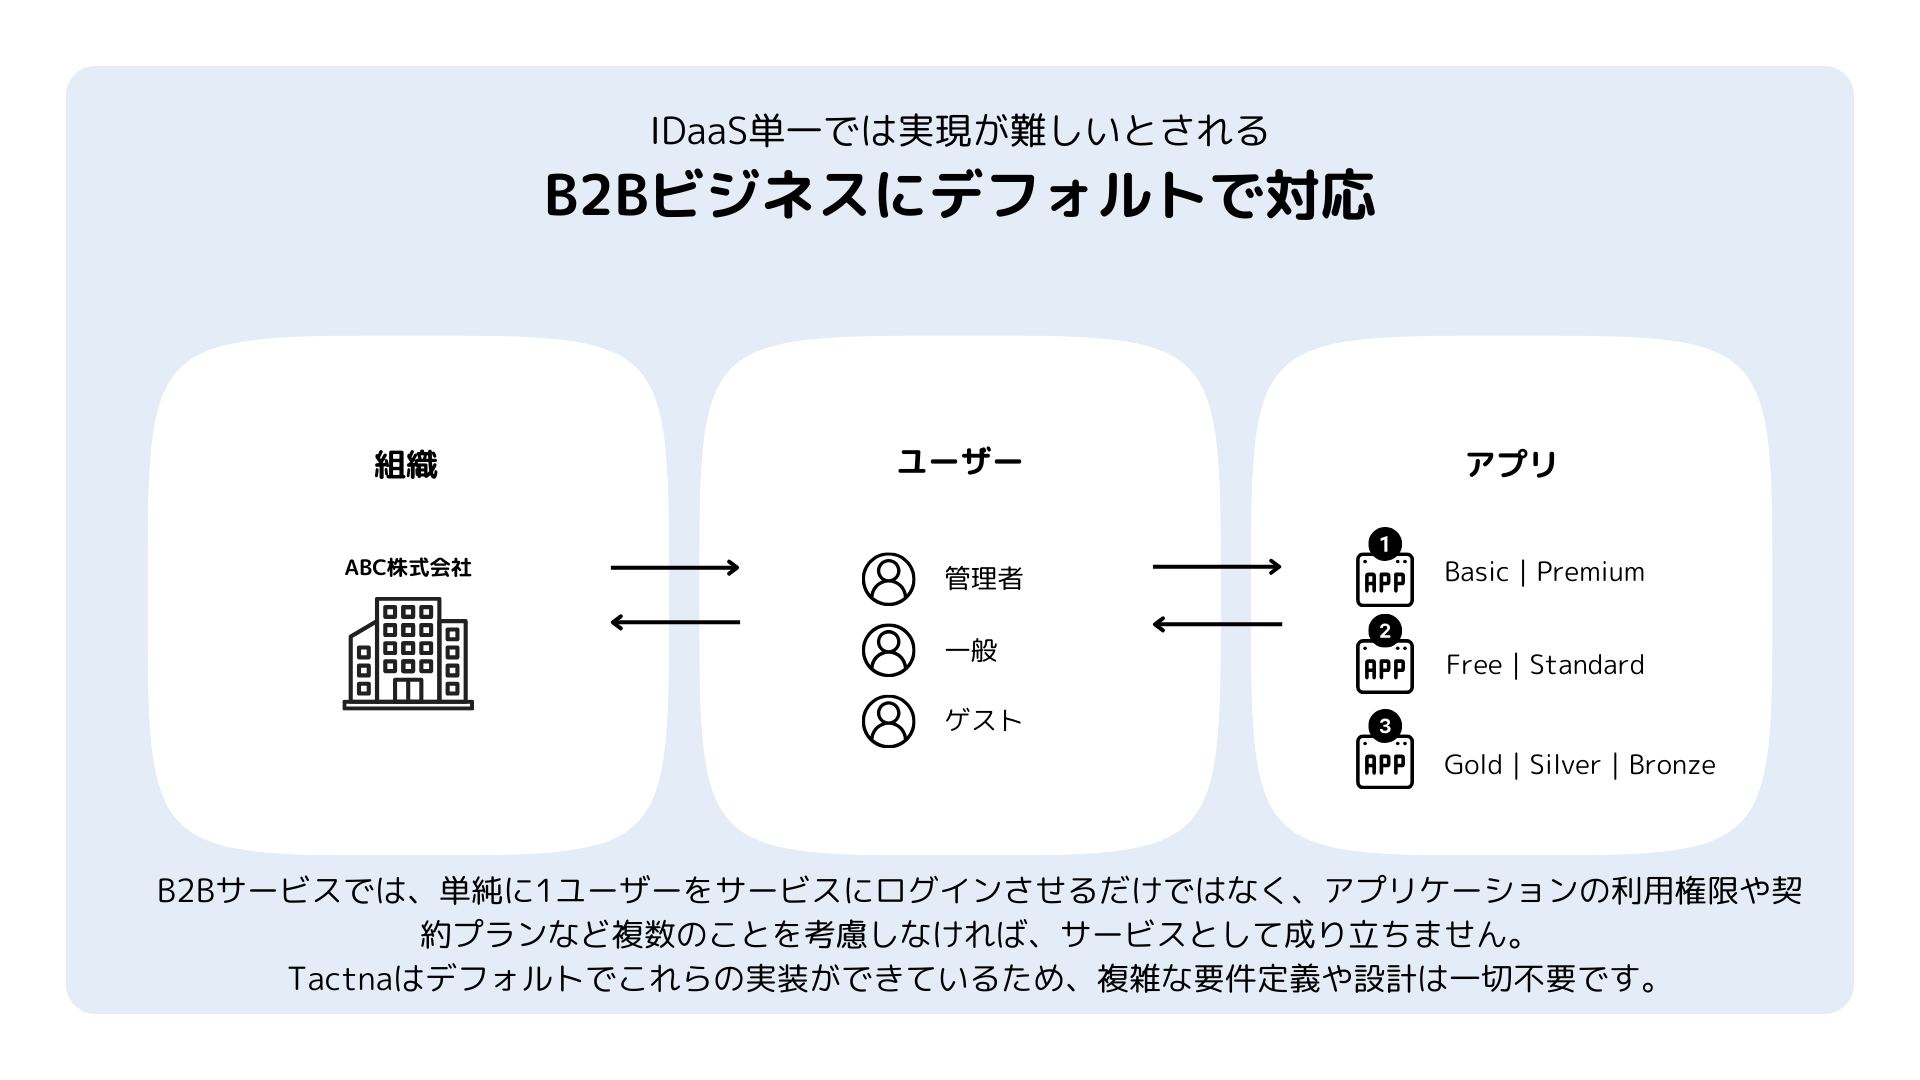 IDaaS単一では実現が難しいとされる
B2Bビジネスにデフォルトで対応
組織
ABC株式会社
ユーザー
管理者
一般
ゲスト
アプリ
1
APP
Basic | Premium
2
APP
Free | Standard
3
APP
Gold | Silver | Bronze
B2Bサービスでは、単純に1ユーザーをサービスにログインさせるだけではなく、アプリケーションの利用権限や契
約プランなど複数のことを考慮しなければ、サービスとして成り立ちません。
Tactnaはデフォルトでこれらの実装ができているため、複雑な要件定義や設計は一切不要です。